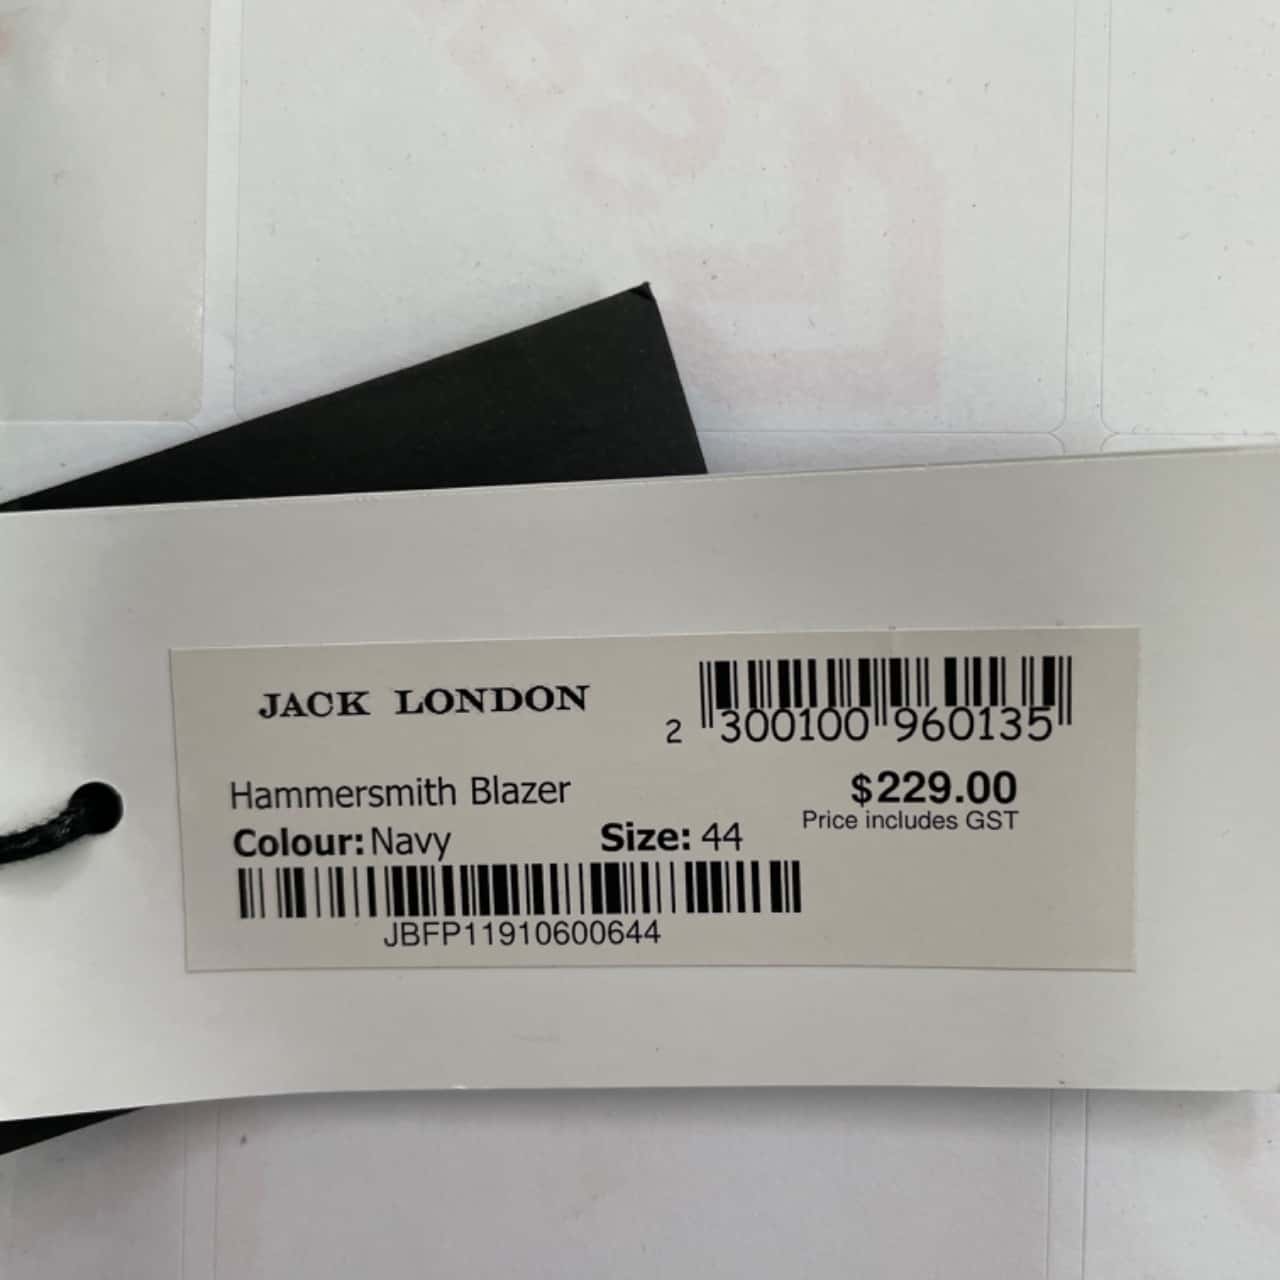 JACK LONDON
2 300100 960135
Hammersmith Blazer
$229.00
Price includes GST
Colour: Navy Size: 44
JBFP11910600644